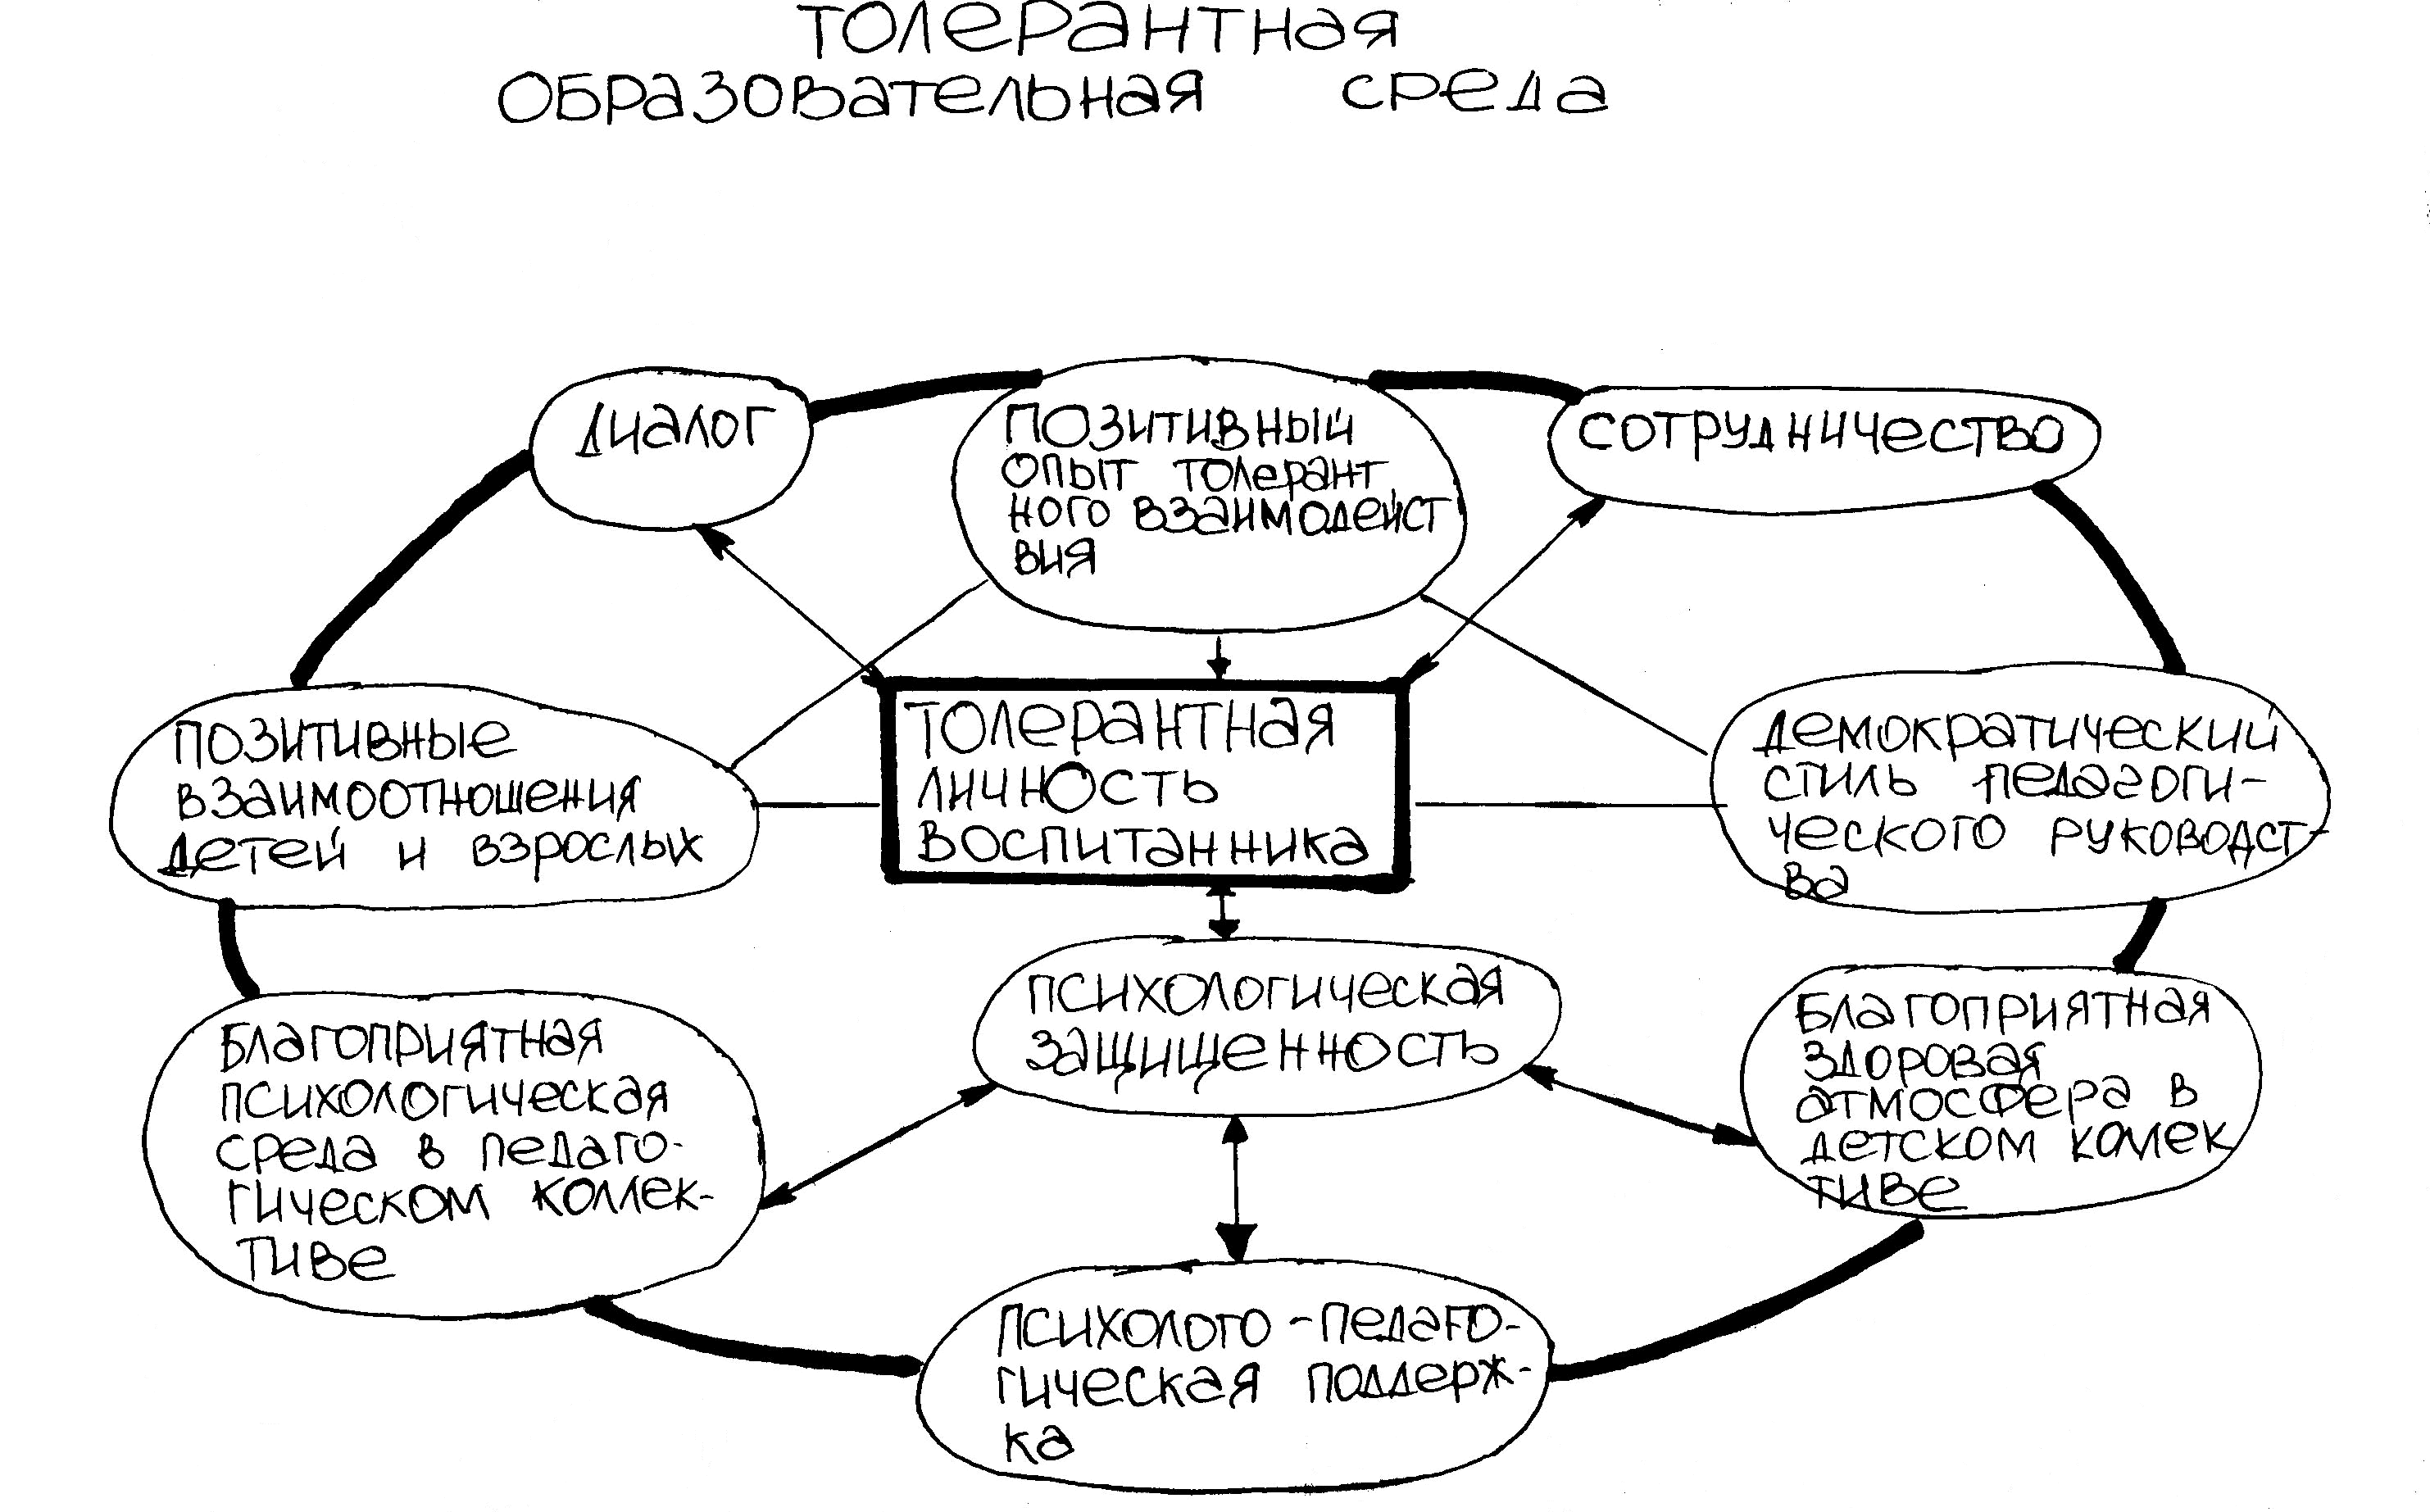 ТОЛЕРАНТНАЯ
ОБРАЗОВАТЕЛЬНАЯ СРЕДА
ДИАЛОГ
ПОЗИТИВНЫЙ
ОПЫТ ТОЛЕРАНТ
НОГО ВЗАИМОДЕЙСТ
ВИЯ
СОТРУДНИЧЕСТВО
ПОЗИТИВНЫЕ
ВЗАИМООТНОШЕНИЯ
ДЕТЕЙ И ВЗРОСЛЫХ
ТОЛЕРАНТНАЯ
ЛИЧНОСТЬ
ВОСПИТАННИКА
ДЕМОКРАТИЧЕСКИЙ
СТИЛЬ ПЕДАГОГИ-
ЧЕСКОГО РУКОВОДСТ-
ВА
БЛАГОПРИЯТНАЯ
ПСИХОЛОГИЧЕСКАЯ
СРЕДА В ПЕДАГО-
ГИЧЕСКОМ КОЛЛЕК-
ТИВЕ
ПСИХОЛОГИЧЕСКАЯ
ЗАЩИЩЕННОСТЬ
БЛАГОПРИЯТНАЯ
ЗДОРОВАЯ
АТМОСФЕРА В
ДЕТСКОМ КОЛЛЕК
ТИВЕ
ПСИХОЛОГО-ПЕДАГО-
ГИЧЕСКАЯ ПОДДЕРЖ-
КА